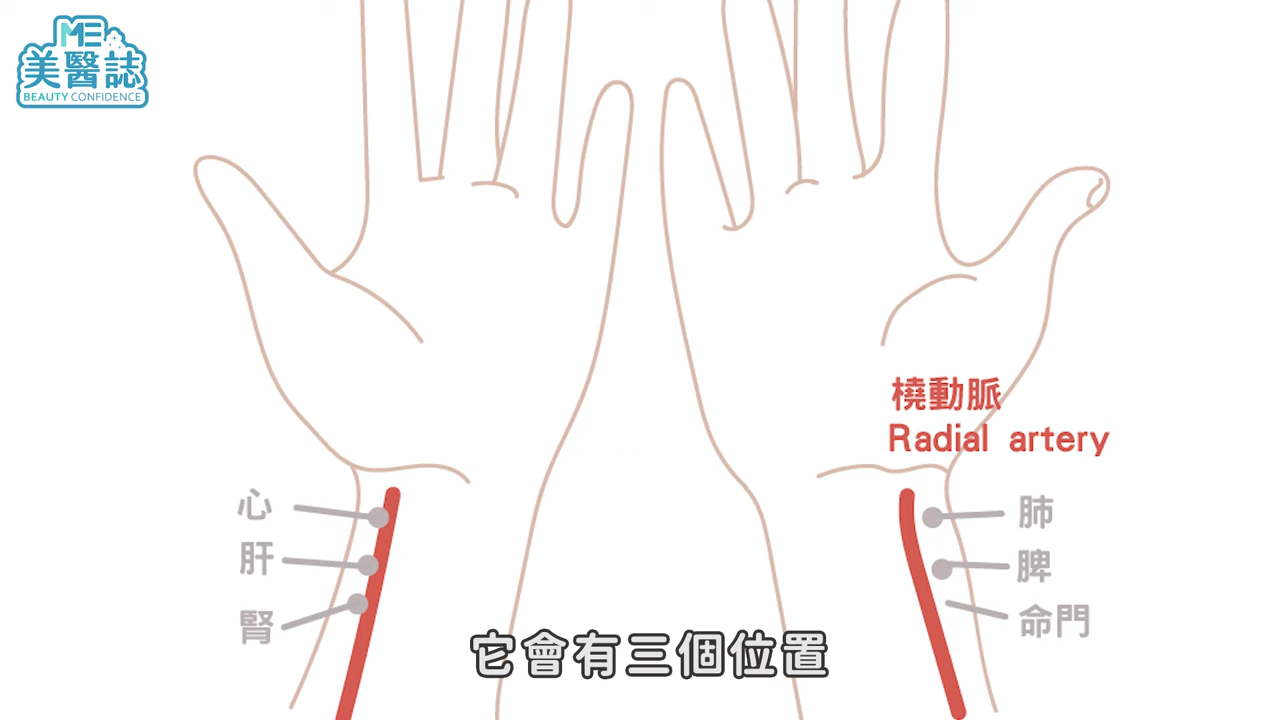 ME
美醫誌
BEAUTY CONFIDENCE
橈動脈
Radial artery
心
肝
腎
肺
脾
命門
它會有三個位置